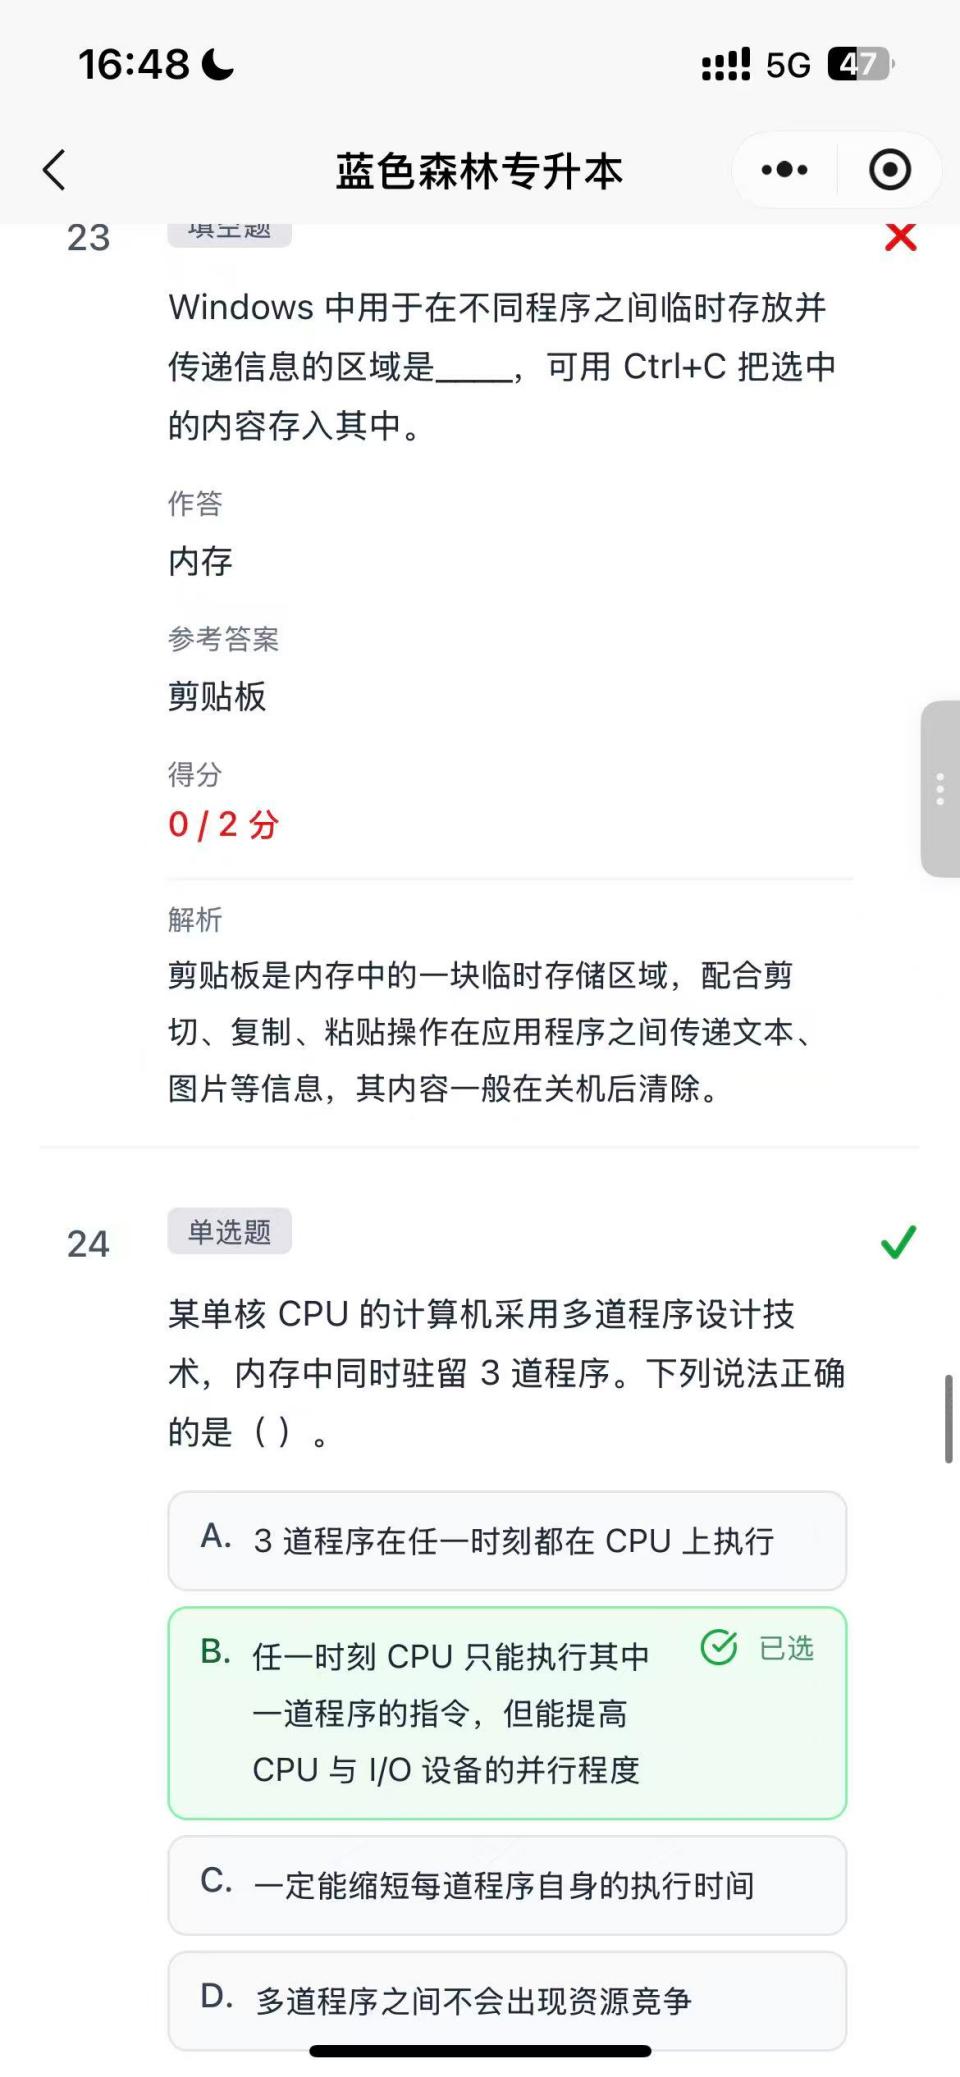 16:48
5G 47
蓝色森林专升本
23 填空题
Windows 中用于在不同程序之间临时存放并
传递信息的区域是____，可用 Ctrl+C 把选中
的内容存入其中。
作答
内存
参考答案
剪贴板
得分
0 / 2 分
解析
剪贴板是内存中的一块临时存储区域，配合剪
切、复制、粘贴操作在应用程序之间传递文本、
图片等信息，其内容一般在关机后清除。
24 单选题
某单核 CPU 的计算机采用多道程序设计技
术，内存中同时驻留 3 道程序。下列说法正确
的是（ ）。
A. 3 道程序在任一时刻都在 CPU 上执行
B. 任一时刻 CPU 只能执行其中 已选
一道程序的指令，但能提高
CPU 与 I/O 设备的并行程度
C. 一定能缩短每道程序自身的执行时间
D. 多道程序之间不会出现资源竞争